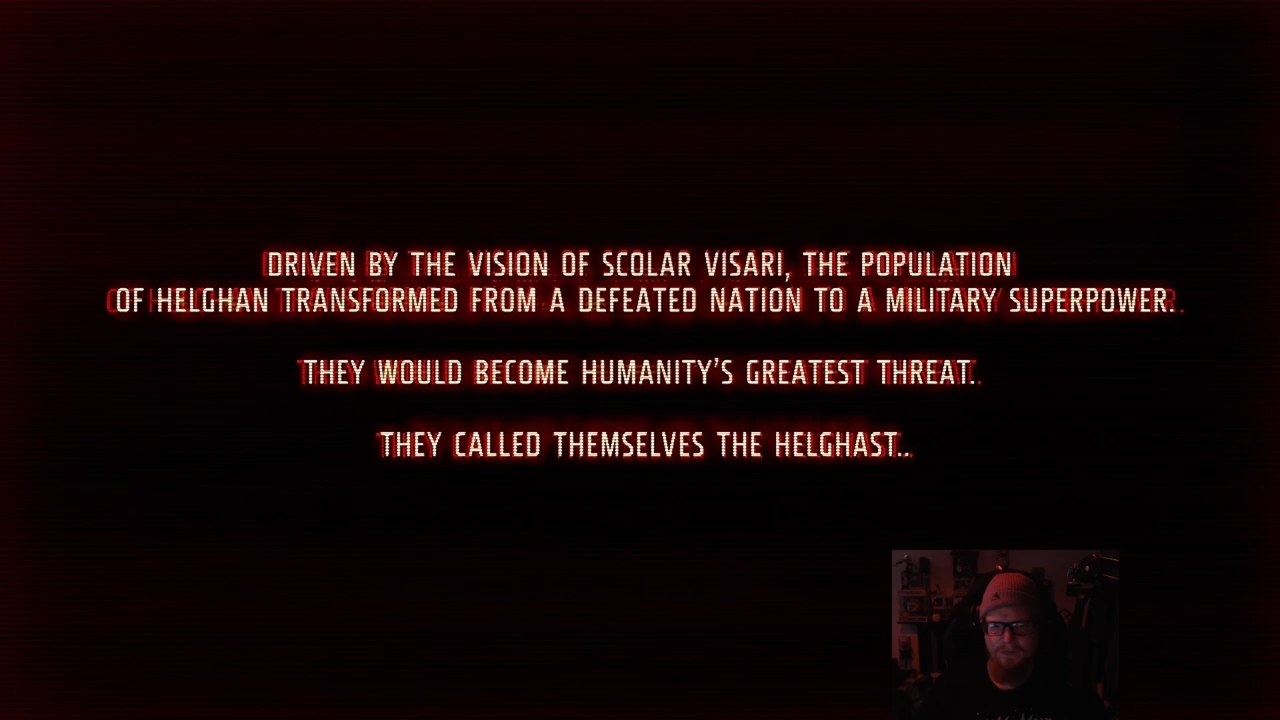 DRIVEN BY THE VISION OF SCOLAR VISARI, THE POPULATION
OF HELGHAN TRANSFORMED FROM A DEFEATED NATION TO A MILITARY SUPERPOWER.
THEY WOULD BECOME HUMANITY'S GREATEST THREAT.
THEY CALLED THEMSELVES THE HELGHAST..